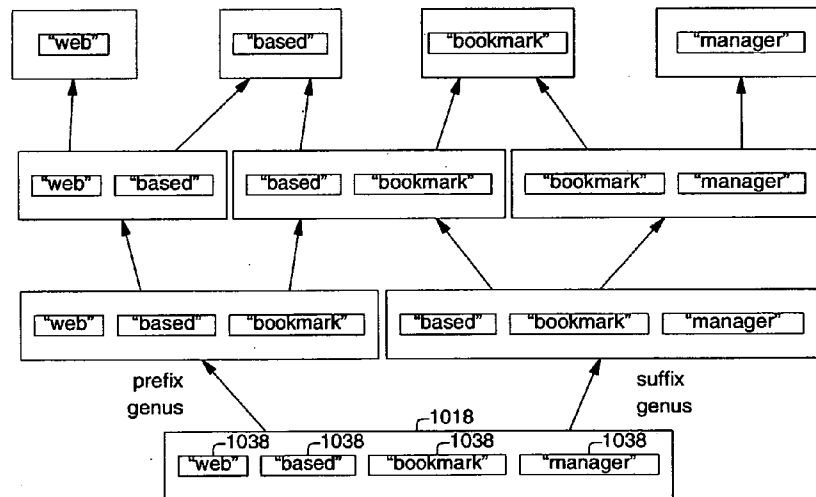 “web” “based” “bookmark” “manager”
“web” “based” “based” “bookmark” “bookmark” “manager”
“web” “based” “bookmark” “based” “bookmark” “manager”
prefix
genus
suffix
genus
1018
1038 1038 1038 1038
“web” “based” “bookmark” “manager”